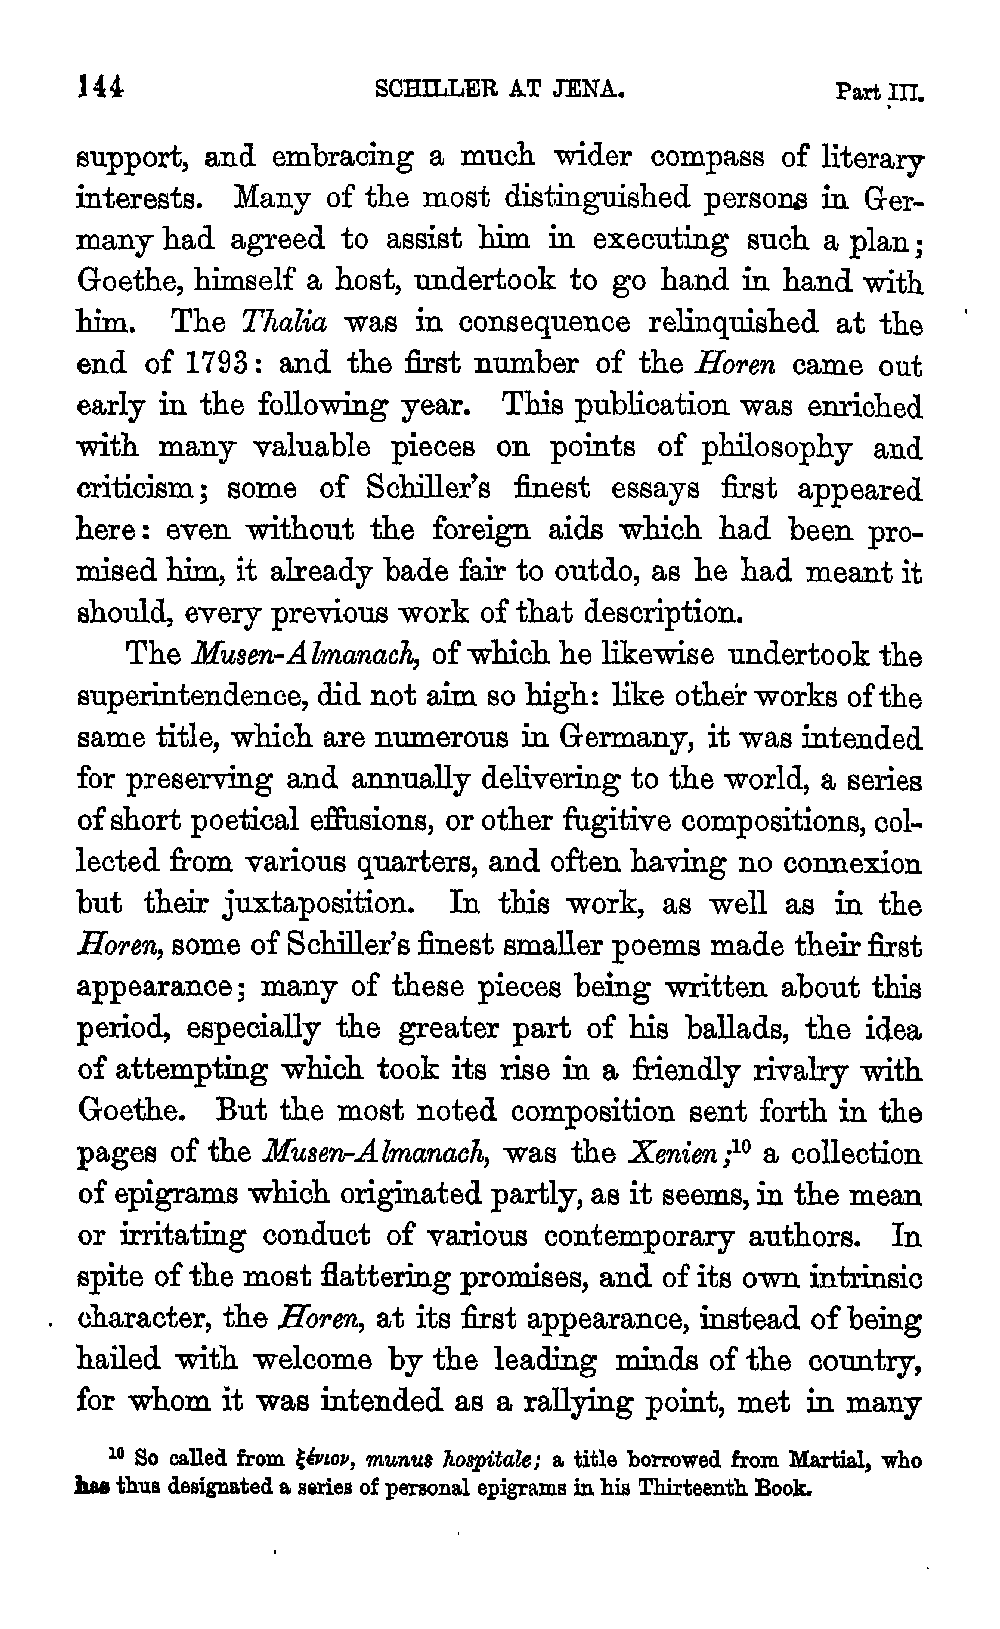 144 SCHILLER AT JENA. Part III.
support, and embracing a much wider compass of literary
interests. Many of the most distinguished persons in Ger-
many had agreed to assist him in executing such a plan;
Goethe, himself a host, undertook to go hand in hand with
him. The Thalia was in consequence relinquished at the
end of 1793: and the first number of the Horen came out
early in the following year. This publication was enriched
with many valuable pieces on points of philosophy and
criticism; some of Schiller's finest essays first appeared
here: even without the foreign aids which had been pro-
mised him, it already bade fair to outdo, as he had meant it
should, every previous work of that description.
The Musen-Almanach, of which he likewise undertook the
superintendence, did not aim so high: like other works of the
same title, which are numerous in Germany, it was intended
for preserving and annually delivering to the world, a series
of short poetical effusions, or other fugitive compositions, col-
lected from various quarters, and often having no connexion
but their juxtaposition. In this work, as well as in the
Horen, some of Schiller's finest smaller poems made their first
appearance; many of these pieces being written about this
period, especially the greater part of his ballads, the idea
of attempting which took its rise in a friendly rivalry with
Goethe. But the most noted composition sent forth in the
pages of the Musen-Almanach, was the Xenien;¹⁰ a collection
of epigrams which originated partly, as it seems, in the mean
or irritating conduct of various contemporary authors. In
spite of the most flattering promises, and of its own intrinsic
character, the Horen, at its first appearance, instead of being
hailed with welcome by the leading minds of the country,
for whom it was intended as a rallying point, met in many
¹⁰ So called from ξένιον, munus hospitale; a title borrowed from Martial, who
has thus designated a series of personal epigrams in his Thirteenth Book.